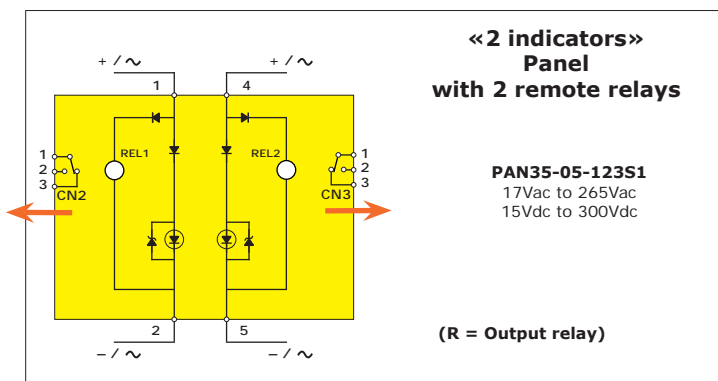 «2 indicators»
Panel
with 2 remote relays
PAN35-05-123S1
17Vac to 265Vac
15Vdc to 300Vdc
(R = Output relay)
+ / ∼
+ / ∼
1
4
REL1
REL2
1
2
3
CN2
1
2
3
CN3
2
5
– / ∼
– / ∼